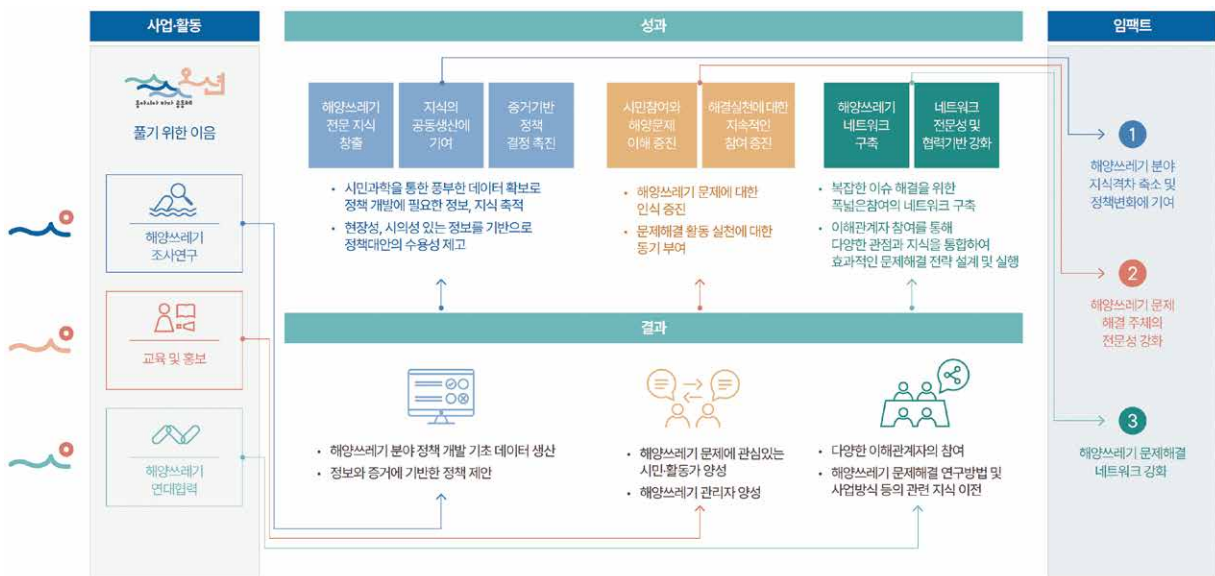 사업·활동
오션
동아시아 바다 공동체
풀기 위한 이음
해양쓰레기
조사연구
교육 및 홍보
해양쓰레기
연대협력
성과
해양쓰레기
전문 지식
창출
지식의
공동생산에
기여
증거기반
정책
결정 촉진
시민참여와
해양문제
이해 증진
해결실천에 대한
지속적인
참여 증진
해양쓰레기
네트워크
구축
네트워크
전문성 및
협력기반 강화
• 시민과학을 통한 풍부한 데이터 확보로
정책 개발에 필요한 정보, 지식 축적
• 현장성, 시의성 있는 정보를 기반으로
정책대안의 수용성 제고
• 해양쓰레기 문제에 대한
인식 증진
• 문제해결 활동 실천에 대한
동기 부여
• 복잡한 이슈 해결을 위한
폭넓은참여의 네트워크 구축
• 이해관계자 참여를 통해
다양한 관점과 지식을 통합하여
효과적인 문제해결 전략 설계 및 실행
결과
• 해양쓰레기 분야 정책 개발 기초 데이터 생산
• 정보와 증거에 기반한 정책 제안
• 해양쓰레기 문제에 관심있는
시민·활동가 양성
• 해양쓰레기 관리자 양성
• 다양한 이해관계자의 참여
• 해양쓰레기 문제해결 연구방법 및
사업방식 등의 관련 지식 이전
임팩트
1
해양쓰레기 분야
지식격차 축소 및
정책변화에 기여
2
해양쓰레기 문제
해결 주체의
전문성 강화
3
해양쓰레기 문제해결
네트워크 강화